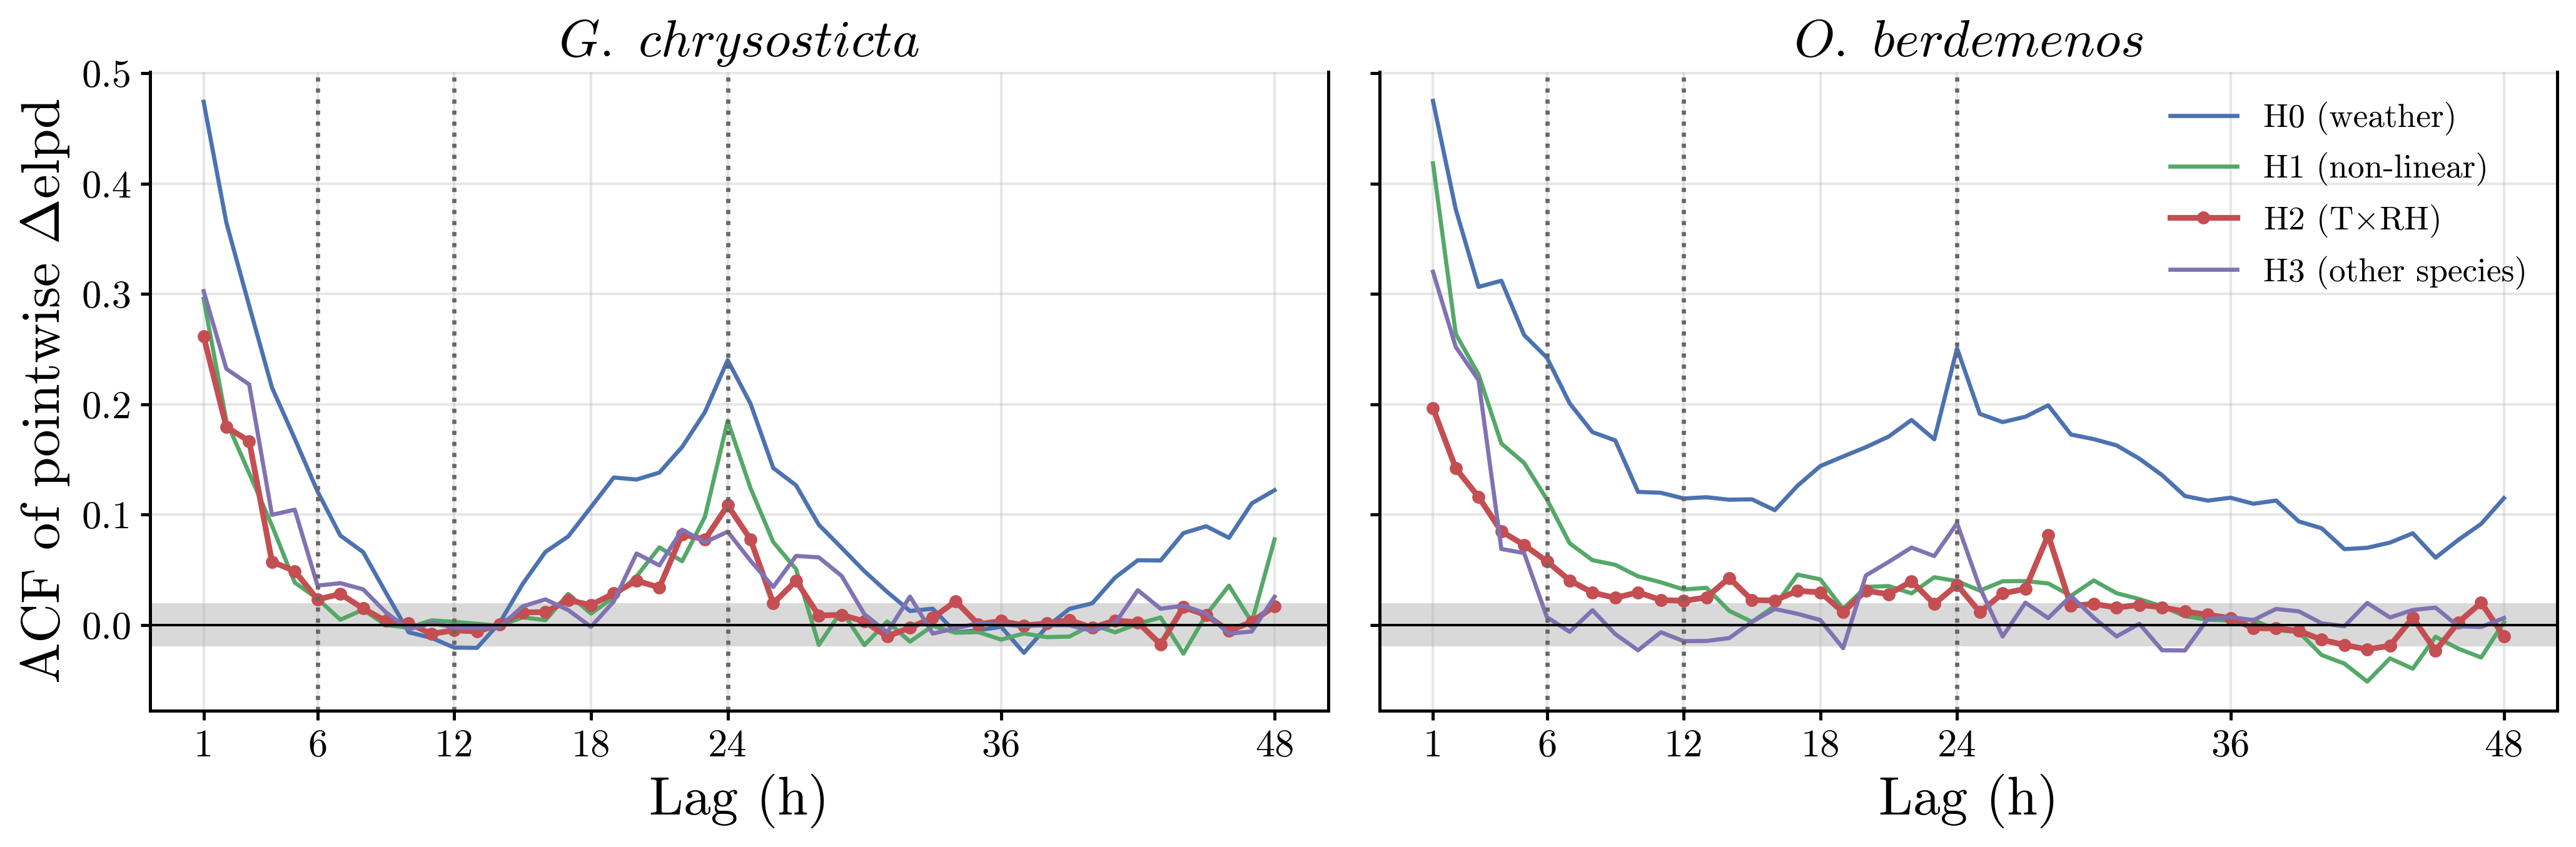 G. chrysosticta
O. berdemenos
ACF of pointwise Δelpd
0.5
0.4
0.3
0.2
0.1
0.0
H0 (weather)
H1 (non-linear)
H2 (T×RH)
H3 (other species)
1 6 12 18 24 36 48
1 6 12 18 24 36 48
Lag (h)
Lag (h)